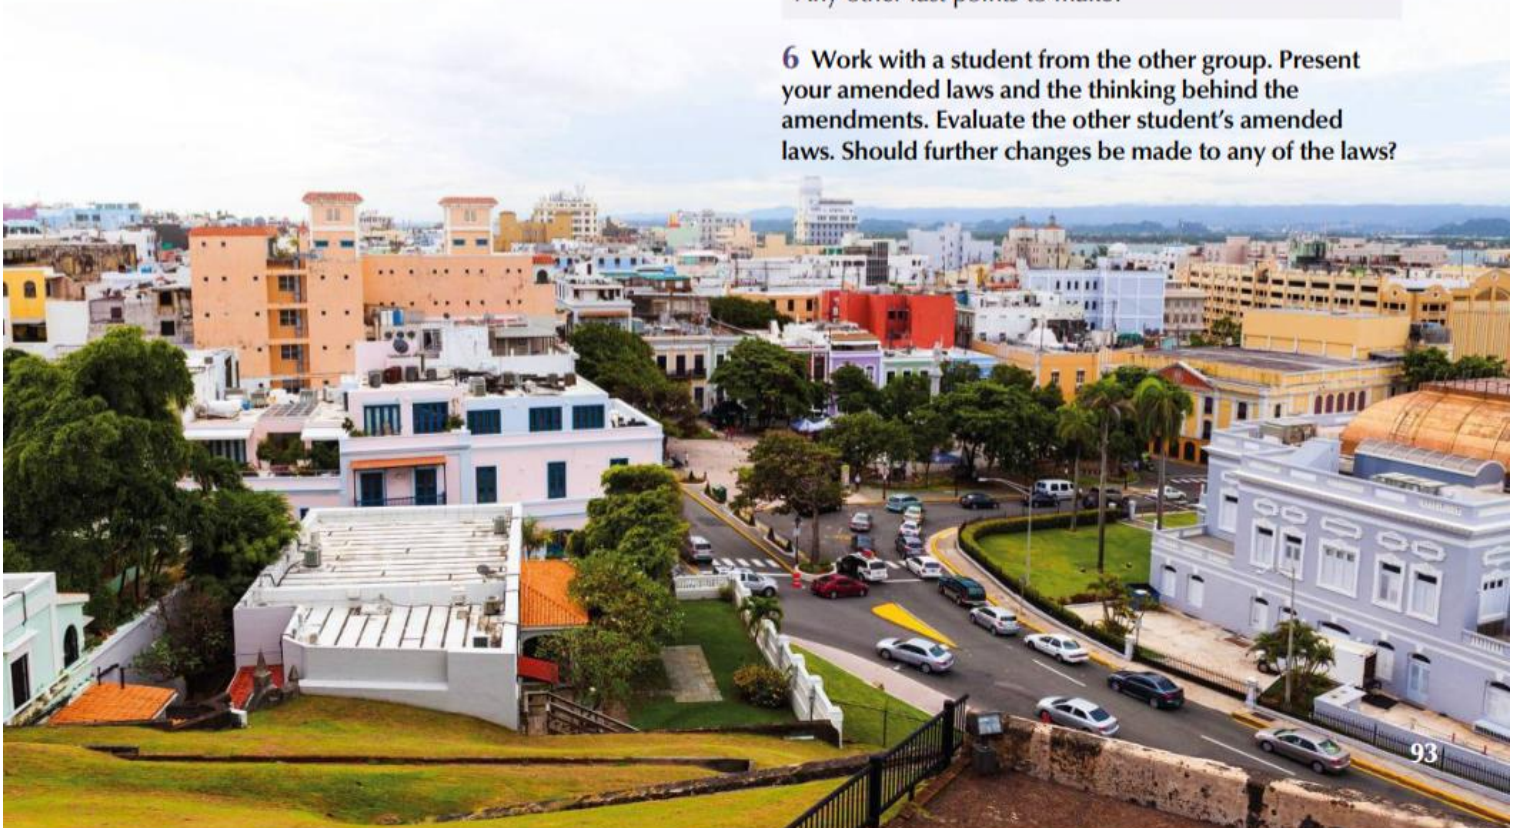 6 Work with a student from the other group. Present
your amended laws and the thinking behind the
amendments. Evaluate the other student's amended
laws. Should further changes be made to any of the laws?
93